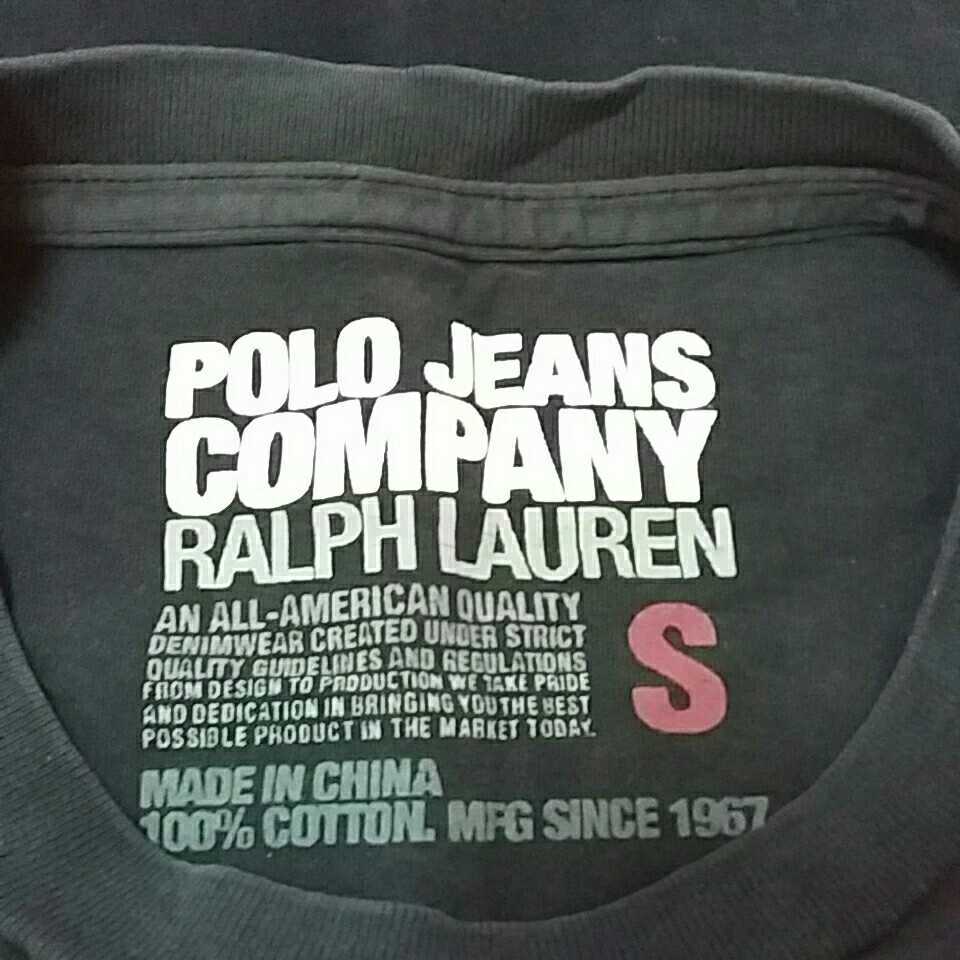 POLO JEANS
COMPANY
RALPH LAUREN
AN ALL-AMERICAN QUALITY
DENIMWEAR CREATED UNDER STRICT
QUALITY GUIDELINES AND REGULATIONS
FROM DESIGN TO PRODUCTION WE TAKE PRIDE
AND DEDICATION IN BRINGING YOU THE BEST
POSSIBLE PRODUCT IN THE MARKET TODAY.
S
MADE IN CHINA
100% COTTON. MFG SINCE 1967